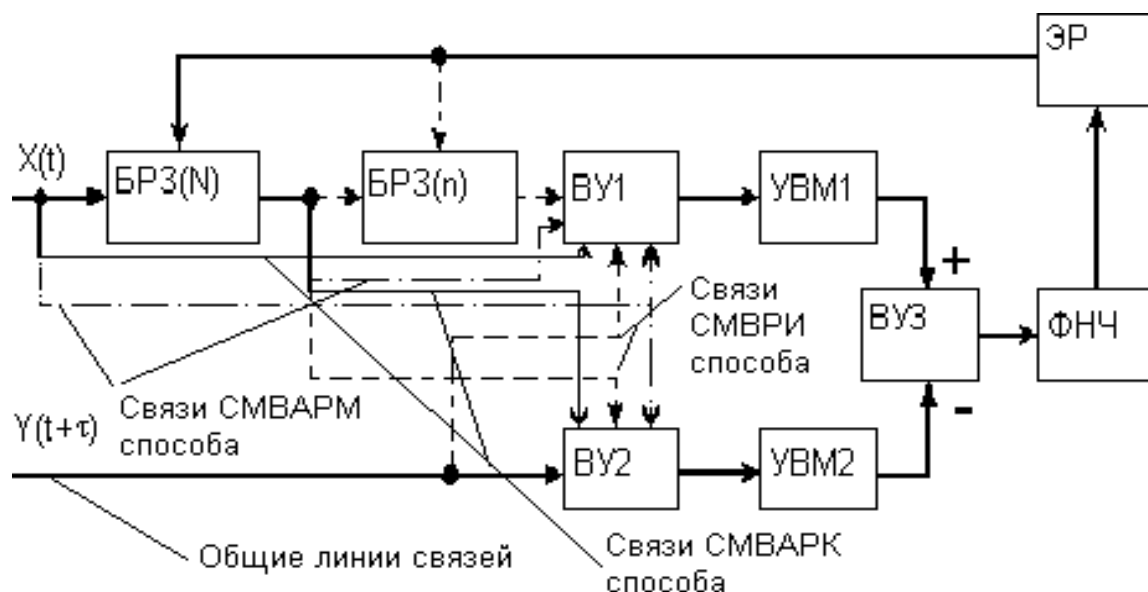 ЭР
X(t)
БРЗ(N)
БРЗ(n)
ВУ1
УВМ1
+
Связи
СМВРИ
способа
ВУ3
ФНЧ
Связи СМВАРМ
способа
-
Y(t+τ)
ВУ2
УВМ2
Общие линии связей
Связи СМВАРК
способа